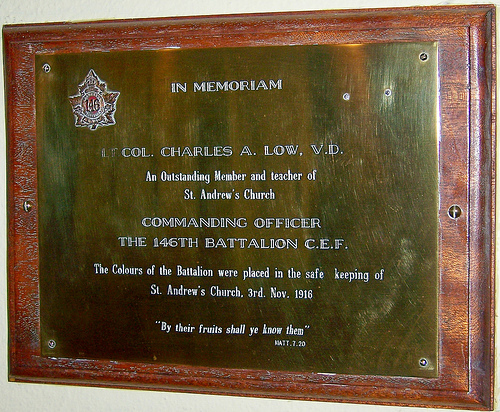 146
IN MEMORIAM
LT COL. CHARLES A. LOW, V.D.
An Outstanding Member and teacher of
St. Andrew's Church
COMMANDING OFFICER
THE 146TH BATTALION C.E.F.
The Colours of the Battalion were placed in the safe keeping of
St. Andrew's Church, 3rd. Nov. 1916
"By their fruits shall ye know them"
MATT.7.20